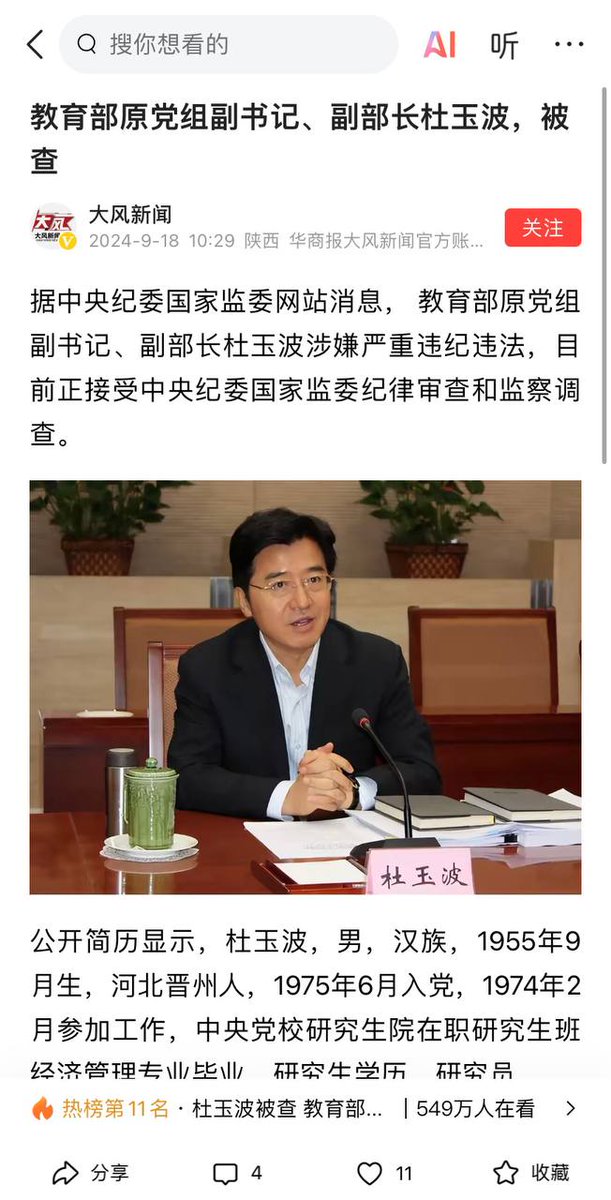 搜你想看的
AI
听
教育部原党组副书记、副部长杜玉波，被
查
大风
大风新闻
2024-9-18 10:29 陕西 华商报大风新闻官方账...
关注
据中央纪委国家监委网站消息， 教育部原党组
副书记、副部长杜玉波涉嫌严重违纪违法，目
前正接受中央纪委国家监委纪律审查和监察调
查。
杜玉波
公开简历显示，杜玉波，男，汉族，1955年9
月生，河北晋州人，1975年6月入党，1974年2
月参加工作，中央党校研究生院在职研究生班
经济管理专业毕业，研究生学历，研究员
热榜第11名 · 杜玉波被查 教育部... | 549万人在看
分享
4
11
收藏